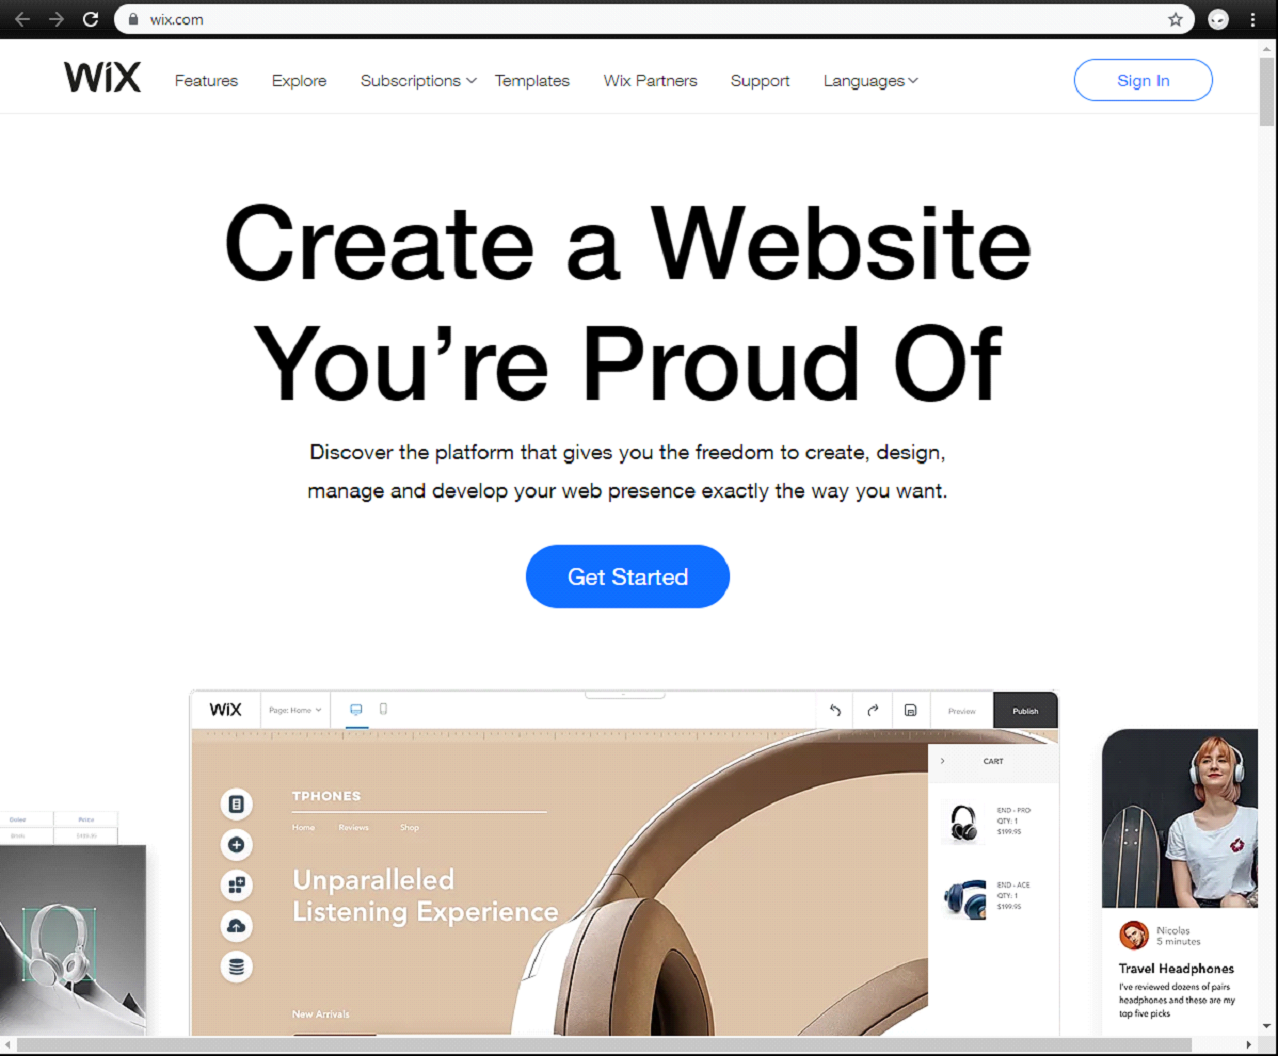 wix.com
WiX
Features
Explore
Subscriptions
Templates
Wix Partners
Support
Languages
Sign In
Create a Website
You’re Proud Of
Discover the platform that gives you the freedom to create, design,
manage and develop your web presence exactly the way you want.
Get Started
WiX
Page: Home
Preview
Publish
TPHONES
Home
Reviews
Shop
Unparalleled
Listening Experience
New Arrivals
CART
END - PRO
QTY: 1
$199.95
END - ACE
QTY: 1
$199.95
Nicolas
5 minutes
Travel Headphones
I've reviewed dozens of pairs
headphones and these are my
top five picks